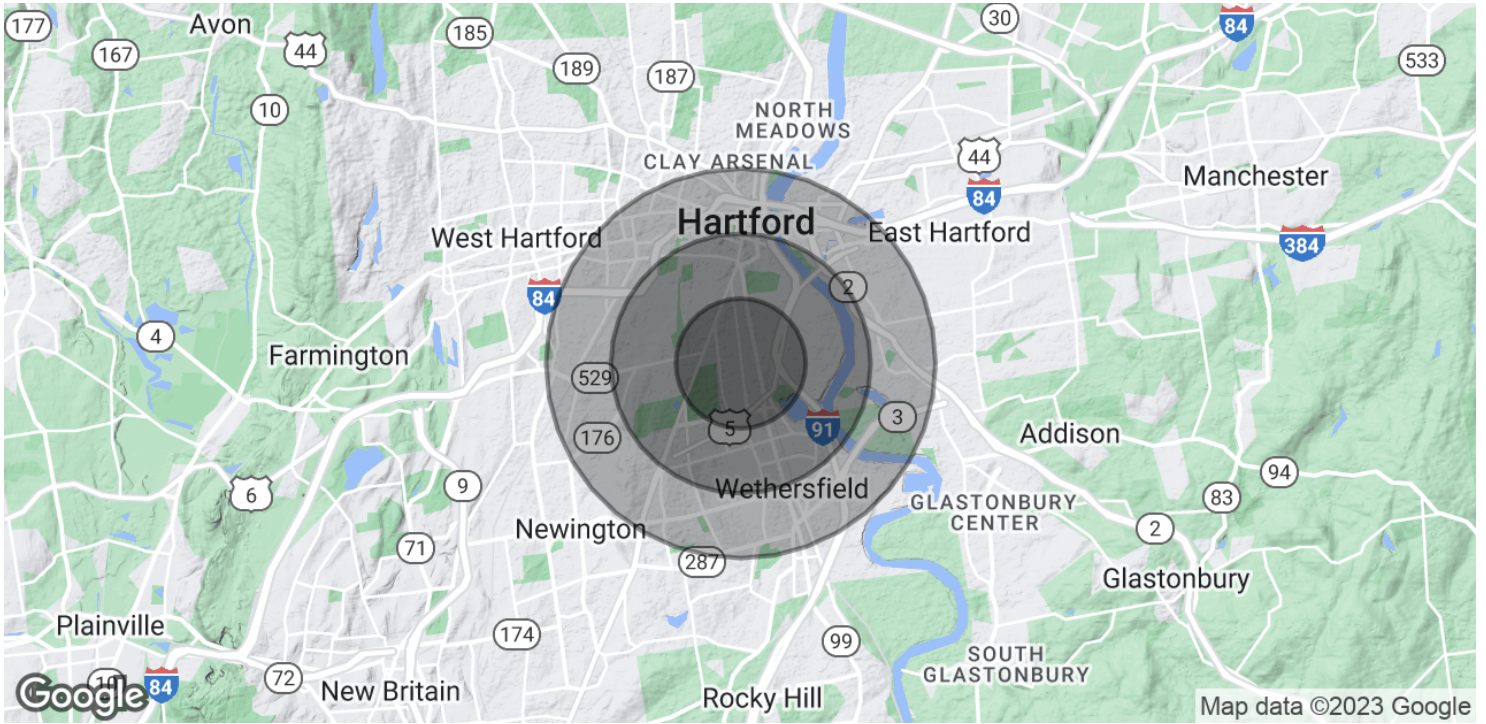 177
Avon
44
167
185
189
187
30
84
533
10
NORTH
MEADOWS
CLAY ARSENAL
44
84
Manchester
West Hartford
Hartford
East Hartford
384
84
2
4
Farmington
529
176
5
91
3
Addison
94
6
9
Wethersfield
83
GLASTONBURY
CENTER
Newington
71
287
2
Glastonbury
Plainville
174
99
SOUTH
GLASTONBURY
10
84
72
New Britain
Rocky Hill
Google
Map data ©2023 Google